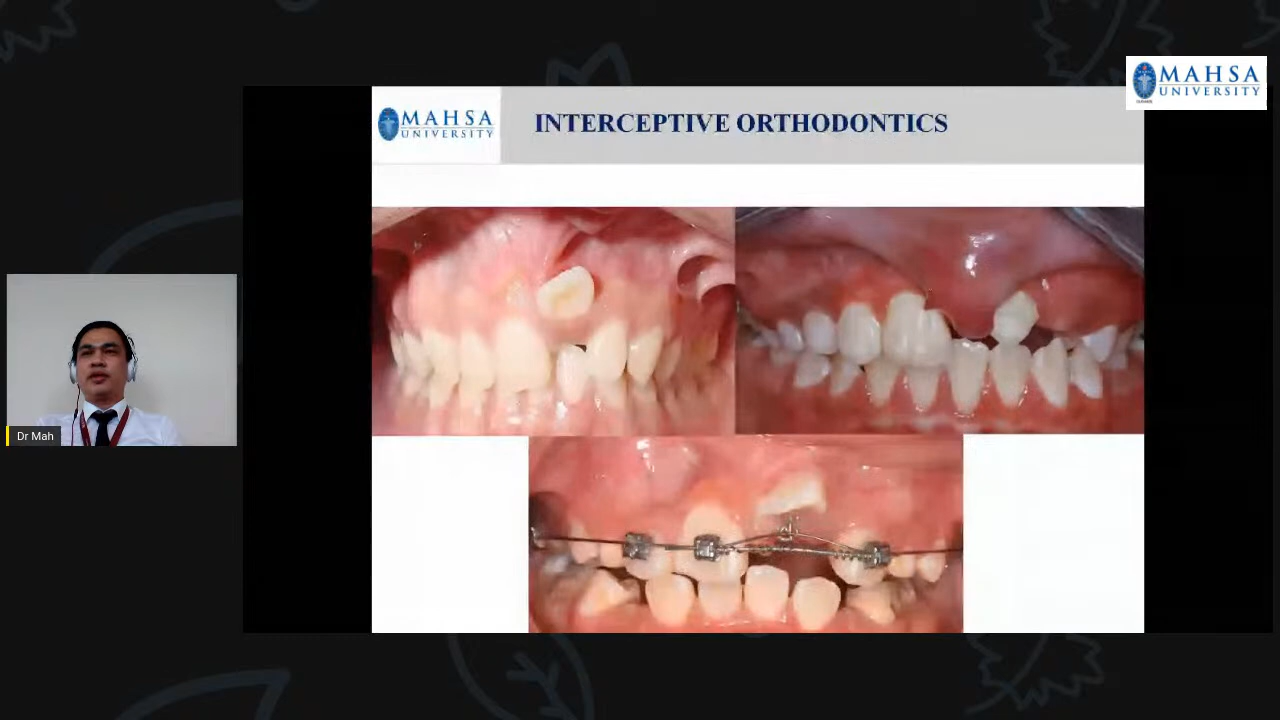 MAHSA
UNIVERSITY
MAHSA
UNIVERSITY
INTERCEPTIVE ORTHODONTICS
Dr Mah